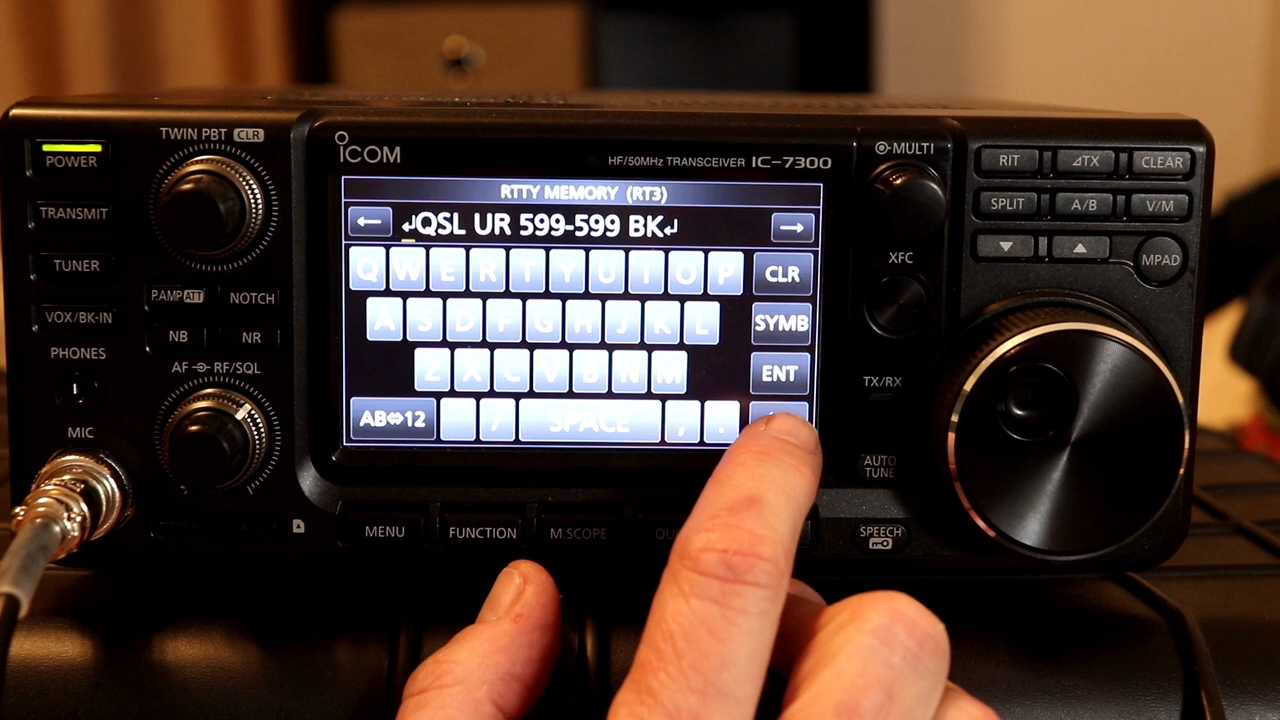 TWIN PBT CLR
POWER
TRANSMIT
TUNER
VOX/BK-IN
PHONES
MIC
P.AMP ATT
NOTCH
NB
NR
AF RF/SQL
ICOM
HF/50MHz TRANSCEIVER IC-7300
RTTY MEMORY (RT3)
← ↲QSL UR 599-599 BK↲ →
Q W E R T Y U I O P CLR
A S D F G H J K L SYMB
Z X C V B N M ENT
AB⇔12 / SPACE , .
MENU
FUNCTION
M.SCOPE
MULTI
XFC
TX/RX
AUTO
TUNE
SPEECH
RIT
⊿TX
CLEAR
SPLIT
A/B
V/M
▼
▲
MPAD